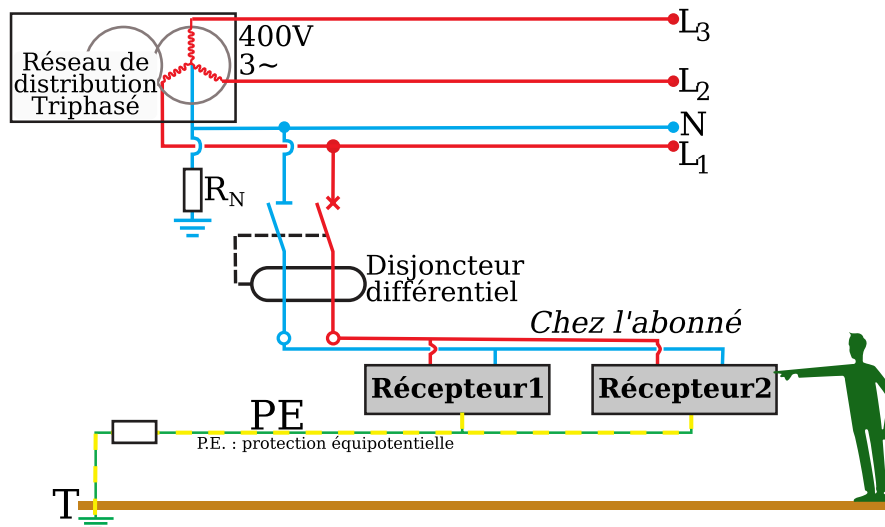 L3
400V
3~
Réseau de
distribution
Triphasé
L2
N
L1
RN
Disjoncteur
différentiel
Chez l'abonné
Récepteur1
Récepteur2
PE
P.E. : protection équipotentielle
T